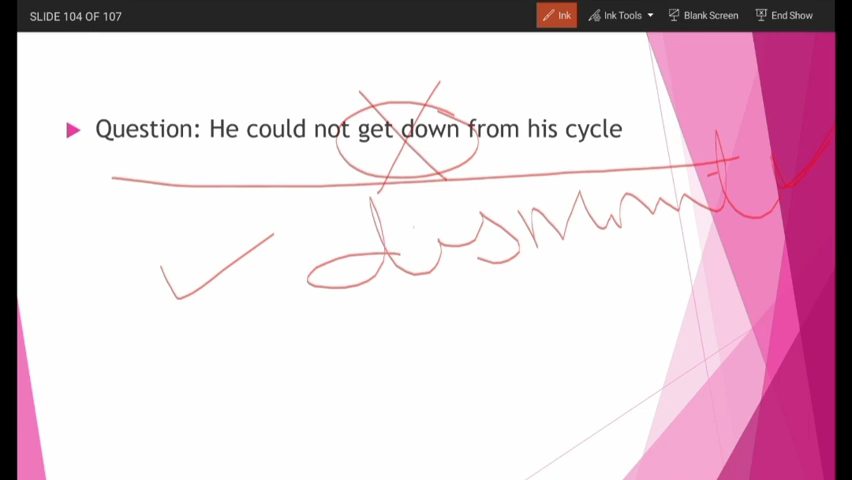 SLIDE 104 OF 107
Ink Ink Tools Blank Screen End Show
Question: He could not get down from his cycle